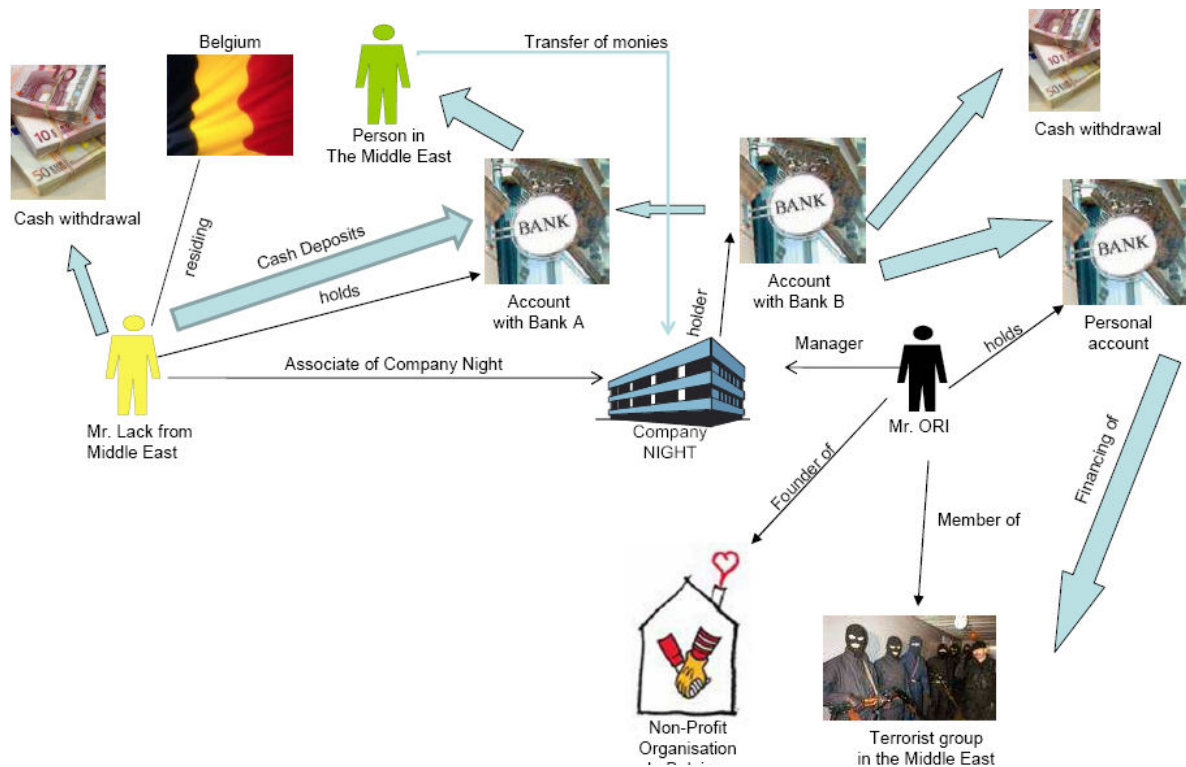 Belgium
Transfer of monies
Person in
The Middle East
Cash withdrawal
Cash withdrawal
residing
Cash Deposits
holds
BANK
Account
with Bank A
BANK
Account
with Bank B
holder
BANK
Personal
account
Manager
holds
Associate of Company Night
Mr. Lack from
Middle East
Company
NIGHT
Mr. ORI
Founder of
Member of
Financing of
Non-Profit
Organisation
Terrorist group
in the Middle East